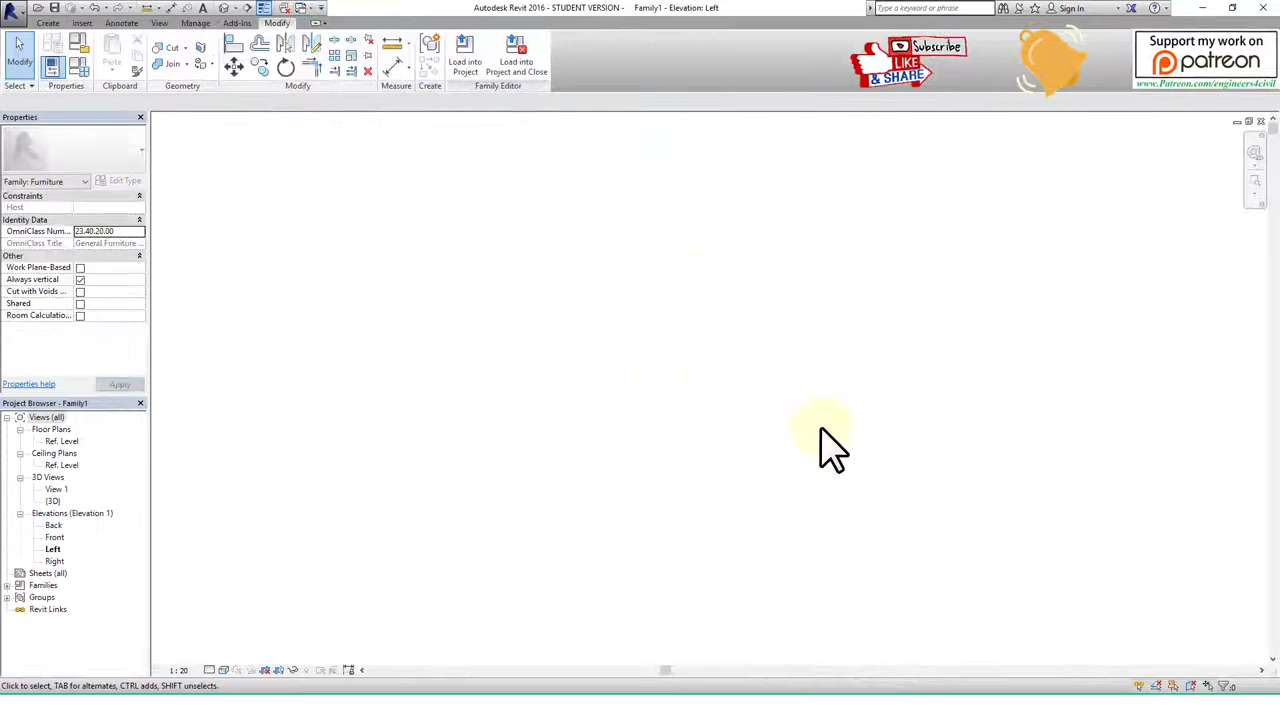 Autodesk Revit 2016 - STUDENT VERSION - Family1 - Elevation: Left
Type a keyword or phrase
Sign In
Create Insert Annotate View Manage Add-ins Modify
Modify
Paste
Cut
Join
Load into Project
Load into Project and Close
Select Properties Clipboard Geometry Modify Measure Create Family Editor
Subscribe
LIKE
& SHARE
Support my work on
patreon
www.Patreon.com/engineers4civil
Properties
Family: Furniture
Edit Type
Constraints
Host
Identity Data
OmniClass Num... 23.40.20.00
OmniClass Title General Furniture ...
Other
Work Plane-Based
Always vertical
Cut with Voids ...
Shared
Room Calculatio...
Properties help
Apply
Project Browser - Family1
Views (all)
Floor Plans
Ref. Level
Ceiling Plans
Ref. Level
3D Views
View 1
{3D}
Elevations (Elevation 1)
Back
Front
Left
Right
Sheets (all)
Families
Groups
Revit Links
1 : 20
Click to select, TAB for alternates, CTRL adds, SHIFT unselects.
:0